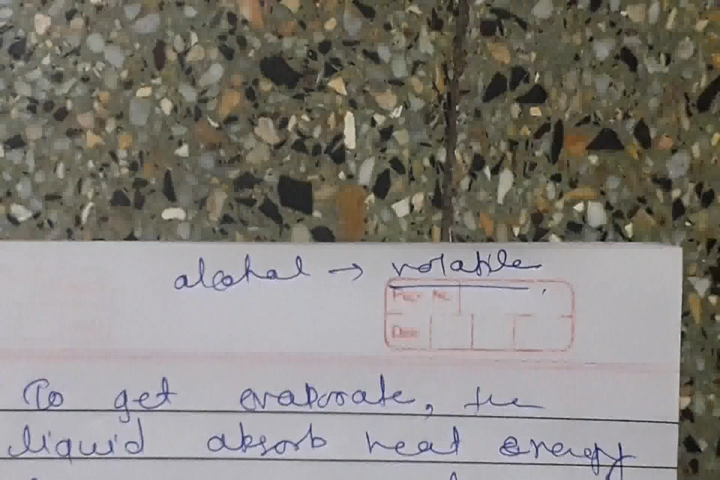 alcohal → volatile
Page No.
Date
To get evaporate, the
liquid absorb heat energy